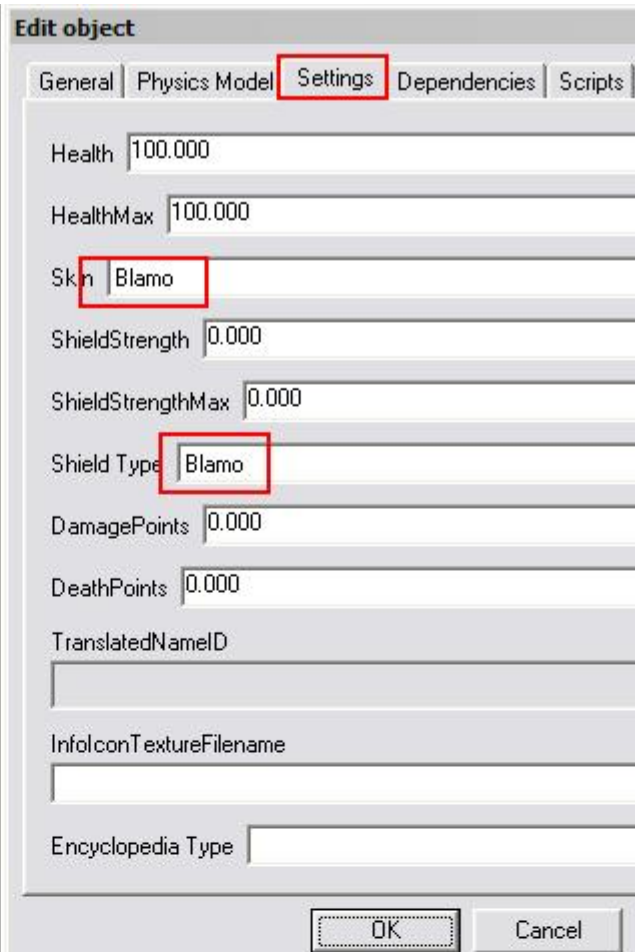 Edit object
General Physics Model Settings Dependencies Scripts
Health 100.000
HealthMax 100.000
Skin Blamo
ShieldStrength 0.000
ShieldStrengthMax 0.000
Shield Type Blamo
DamagePoints 0.000
DeathPoints 0.000
TranslatedNameID
InfoIconTextureFilename
Encyclopedia Type
OK Cancel